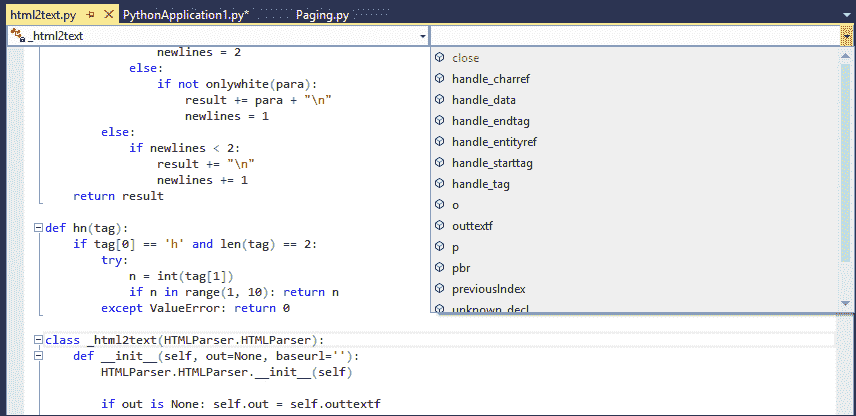 html2text.py PythonApplication1.py* Paging.py
_html2text
newlines = 2
else:
if not onlywhite(para):
result += para + "\n"
newlines = 1
else:
if newlines < 2:
result += "\n"
newlines += 1
return result
def hn(tag):
if tag[0] == 'h' and len(tag) == 2:
try:
n = int(tag[1])
if n in range(1, 10): return n
except ValueError: return 0
class _html2text(HTMLParser.HTMLParser):
def __init__(self, out=None, baseurl=''):
HTMLParser.HTMLParser.__init__(self)
if out is None: self.out = self.outtextf
close
handle_charref
handle_data
handle_endtag
handle_entityref
handle_starttag
handle_tag
o
outtextf
p
pbr
previousIndex
unknown_decl